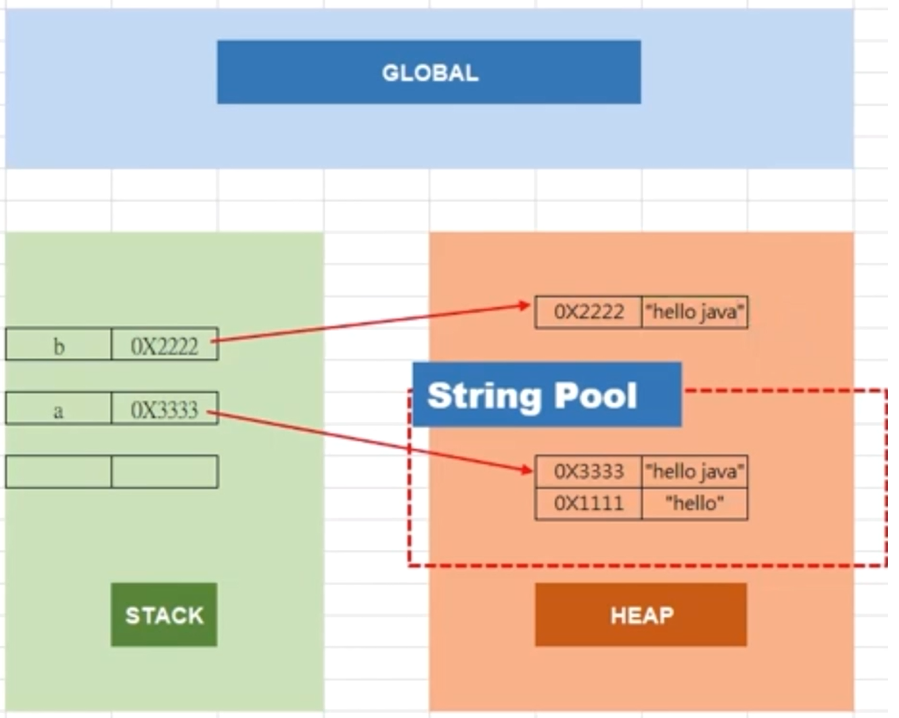 GLOBAL
0X2222 "hello java"
b 0X2222
String Pool
a 0X3333
0X3333 "hello java"
0X1111 "hello"
STACK
HEAP